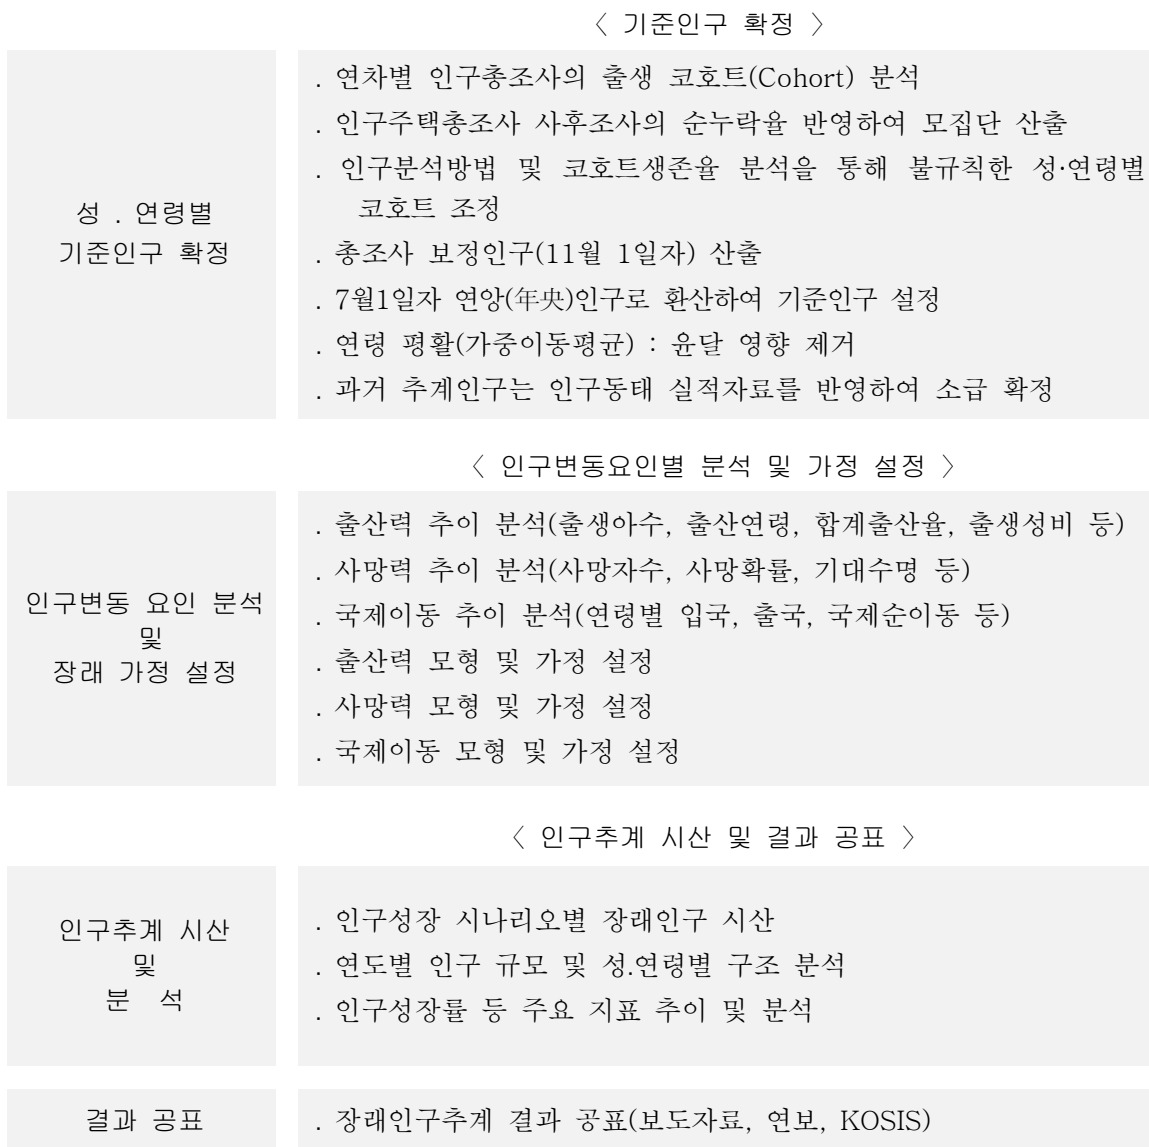 〈 기준인구 확정 〉
성 . 연령별
기준인구 확정
. 연차별 인구총조사의 출생 코호트(Cohort) 분석
. 인구주택총조사 사후조사의 순누락율 반영하여 모집단 산출
. 인구분석방법 및 코호트생존율 분석을 통해 불규칙한 성·연령별
코호트 조정
. 총조사 보정인구(11월 1일자) 산출
. 7월1일자 연앙(年央)인구로 환산하여 기준인구 설정
. 연령 평활(가중이동평균) : 윤달 영향 제거
. 과거 추계인구는 인구동태 실적자료를 반영하여 소급 확정
〈 인구변동요인별 분석 및 가정 설정 〉
인구변동 요인 분석
및
장래 가정 설정
. 출산력 추이 분석(출생아수, 출산연령, 합계출산율, 출생성비 등)
. 사망력 추이 분석(사망자수, 사망확률, 기대수명 등)
. 국제이동 추이 분석(연령별 입국, 출국, 국제순이동 등)
. 출산력 모형 및 가정 설정
. 사망력 모형 및 가정 설정
. 국제이동 모형 및 가정 설정
〈 인구추계 시산 및 결과 공표 〉
인구추계 시산
및
분 석
. 인구성장 시나리오별 장래인구 시산
. 연도별 인구 규모 및 성.연령별 구조 분석
. 인구성장률 등 주요 지표 추이 및 분석
결과 공표
. 장래인구추계 결과 공표(보도자료, 연보, KOSIS)